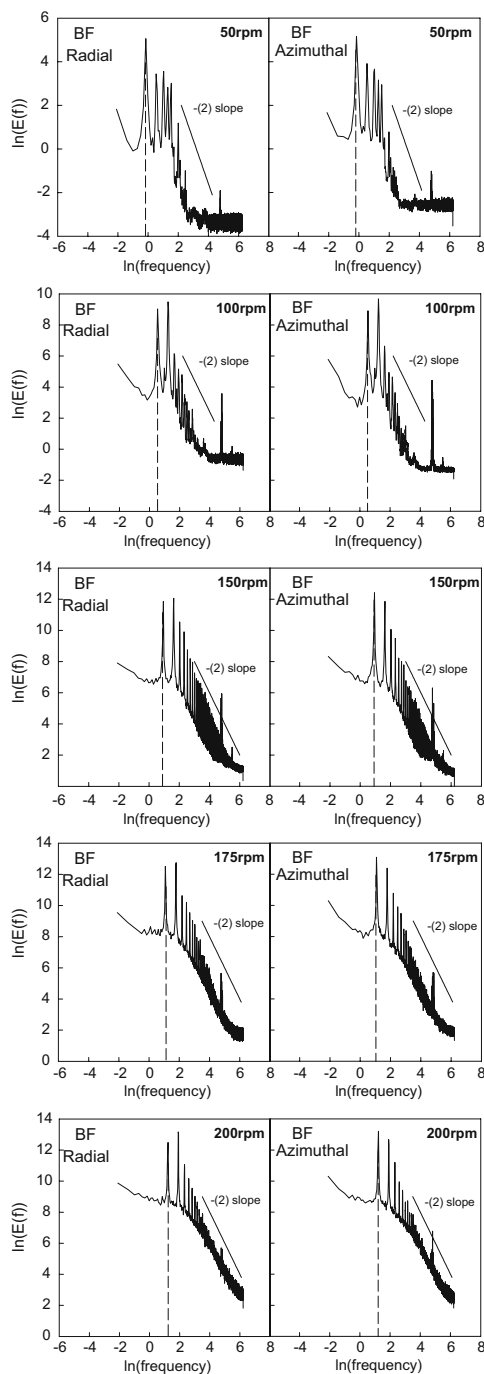 6
BF
Radial
50rpm
BF
Azimuthal
50rpm
4
2
-(2) slope
-(2) slope
0
-2
-4
ln(E(f))
-6 -4 -2 0 2 4 6 8 -4 -2 0 2 4 6 8
ln(frequency) ln(frequency)
10
BF
Radial
100rpm
BF
Azimuthal
100rpm
8
6
-(2) slope
-(2) slope
4
2
0
-2
-4
ln(E(f))
-6 -4 -2 0 2 4 6 8 -4 -2 0 2 4 6 8
ln(frequency) ln(frequency)
14
BF
Radial
150rpm
BF
Azimuthal
150rpm
12
10
8
-(2) slope
-(2) slope
6
4
2
ln(E(f))
-6 -4 -2 0 2 4 6 8 -4 -2 0 2 4 6 8
ln(frequency) ln(frequency)
14
BF
Radial
175rpm
BF
Azimuthal
175rpm
12
10
-(2) slope
-(2) slope
8
6
4
2
0
ln(E(f))
-6 -4 -2 0 2 4 6 8 -4 -2 0 2 4 6 8
ln(frequency) ln(frequency)
14
BF
Radial
200rpm
BF
Azimuthal
200rpm
12
10
-(2) slope
-(2) slope
8
6
4
2
0
ln(E(f))
-6 -4 -2 0 2 4 6 8 -4 -2 0 2 4 6 8
ln(frequency) ln(frequency)